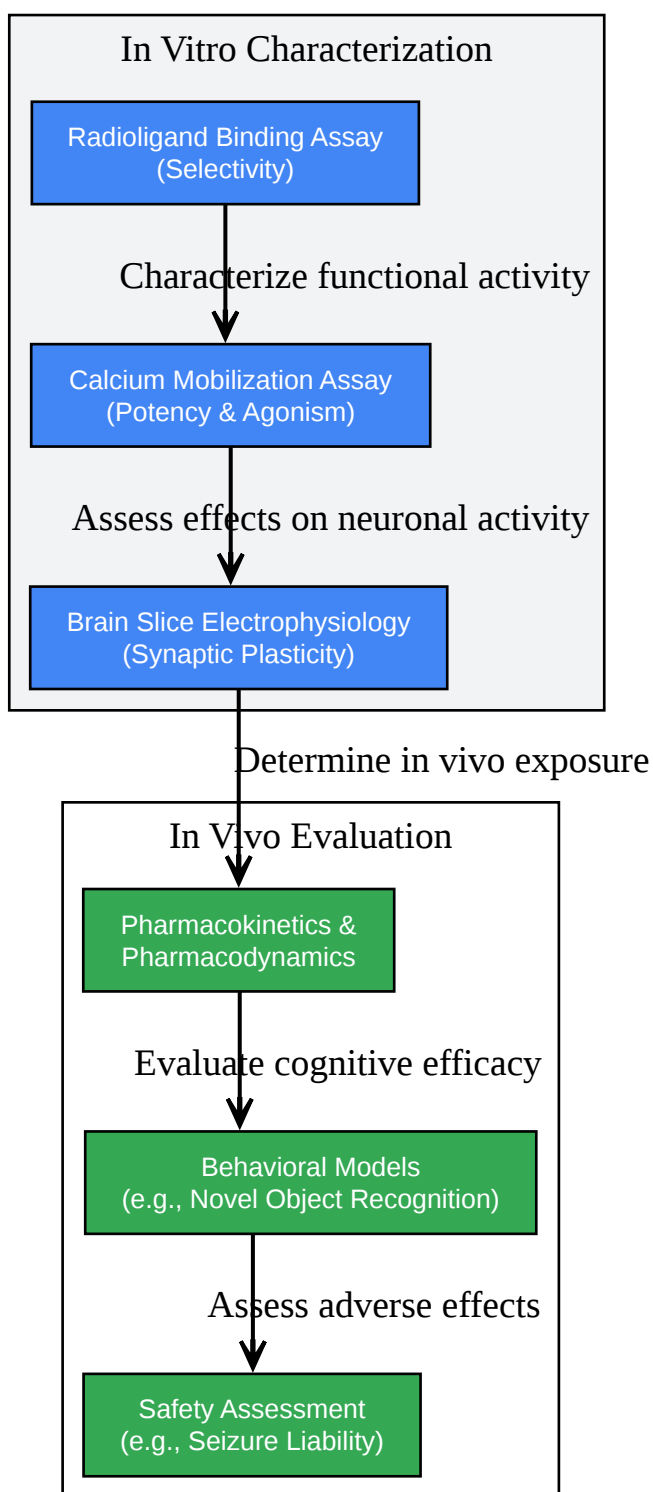 In Vitro Characterization
Radioligand Binding Assay
(Selectivity)
Characterize functional activity
Calcium Mobilization Assay
(Potency & Agonism)
Assess effects on neuronal activity
Brain Slice Electrophysiology
(Synaptic Plasticity)
Determine in vivo exposure
In Vivo Evaluation
Pharmacokinetics &
Pharmacodynamics
Evaluate cognitive efficacy
Behavioral Models
(e.g., Novel Object Recognition)
Assess adverse effects
Safety Assessment
(e.g., Seizure Liability)